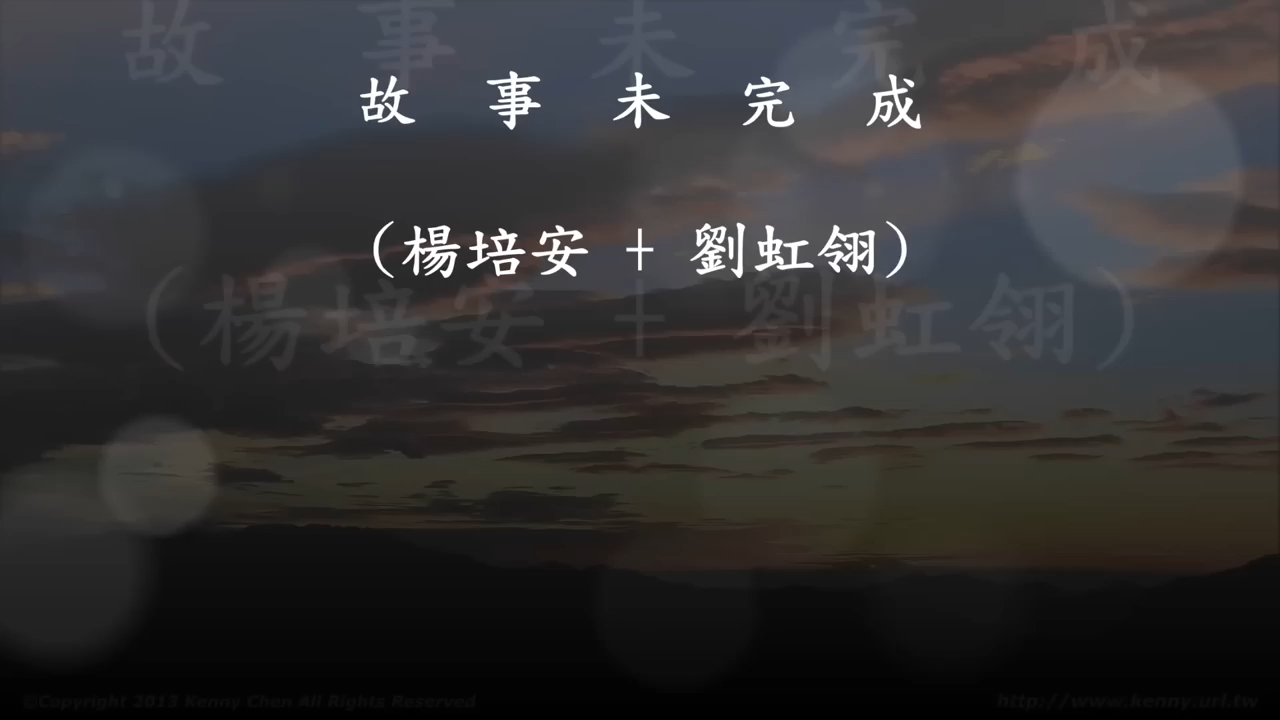 故事未完成
(楊培安 + 劉虹翎)
©Copyright 2013 Kenny Chen All Rights Reserved
http://www.kenny.url.tw